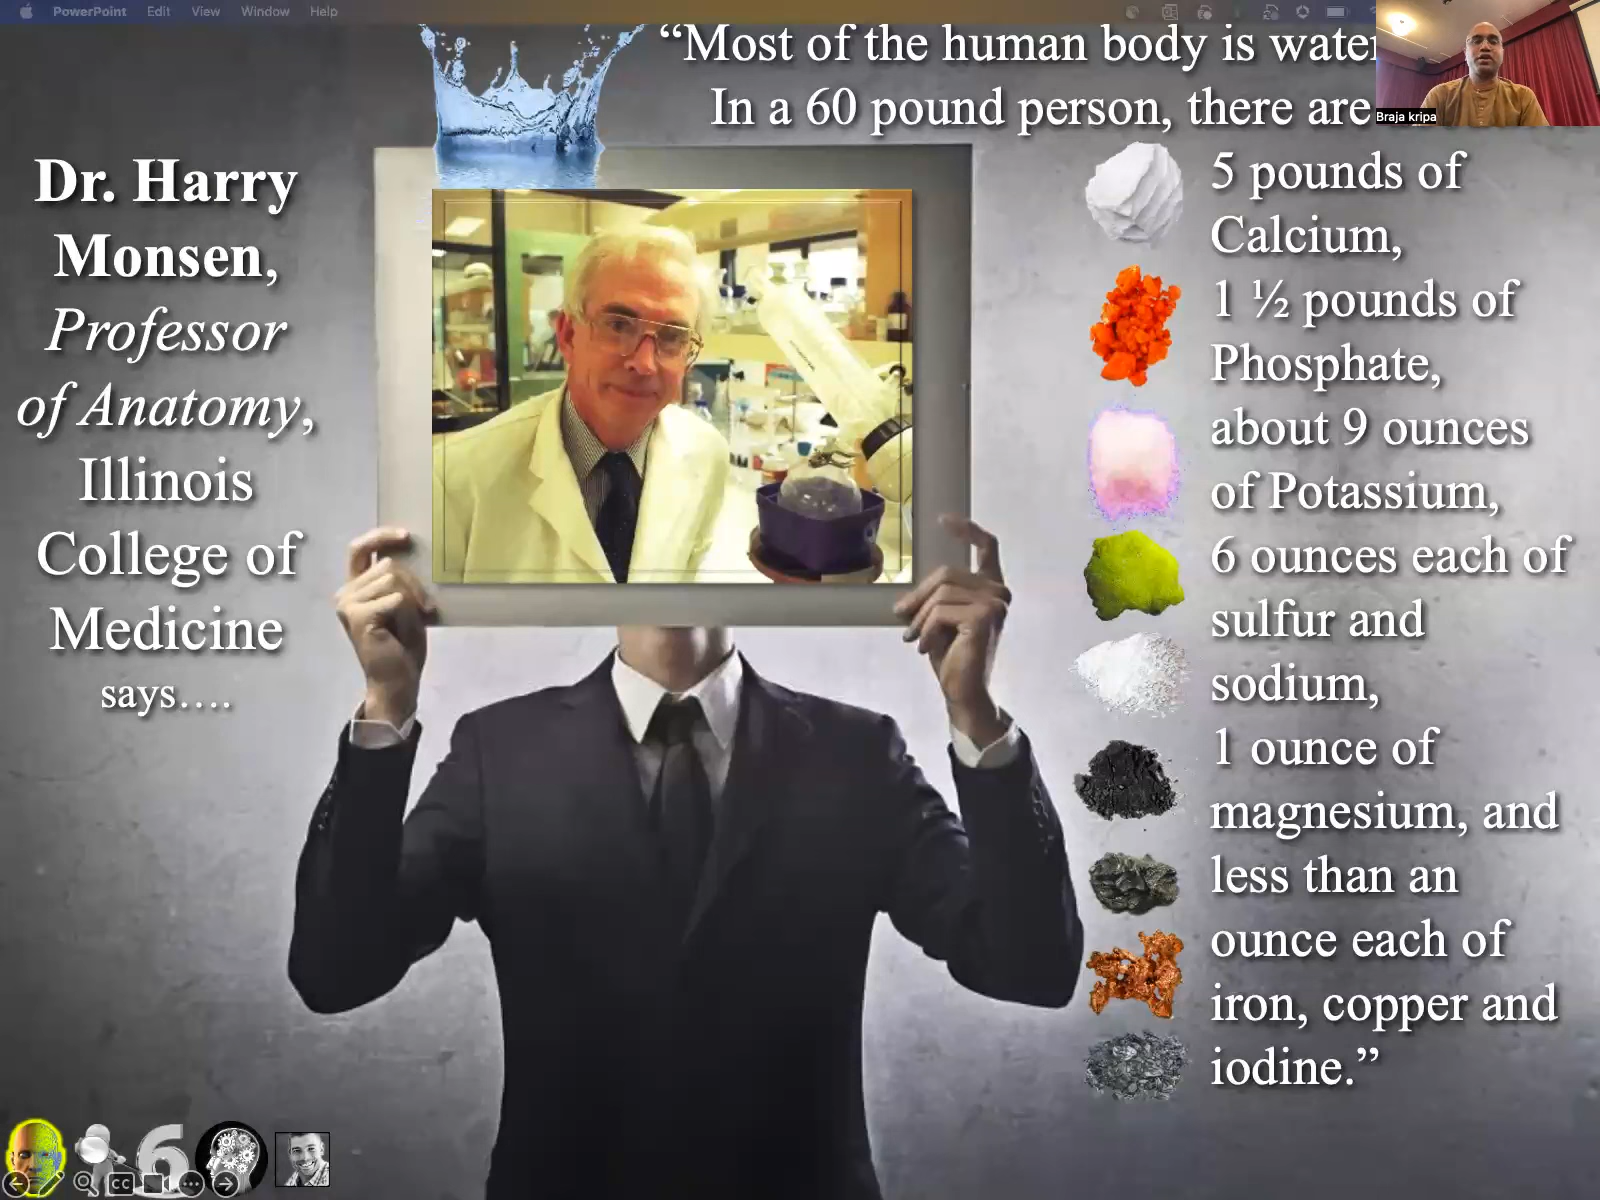 PowerPoint Edit View Window Help
“Most of the human body is water
In a 60 pound person, there are
Braja kripa
Dr. Harry
Monsen,
Professor
of Anatomy,
Illinois
College of
Medicine
says….
5 pounds of
Calcium,
1 ½ pounds of
Phosphate,
about 9 ounces
of Potassium,
6 ounces each of
sulfur and
sodium,
1 ounce of
magnesium, and
less than an
ounce each of
iron, copper and
iodine.”
6
CC